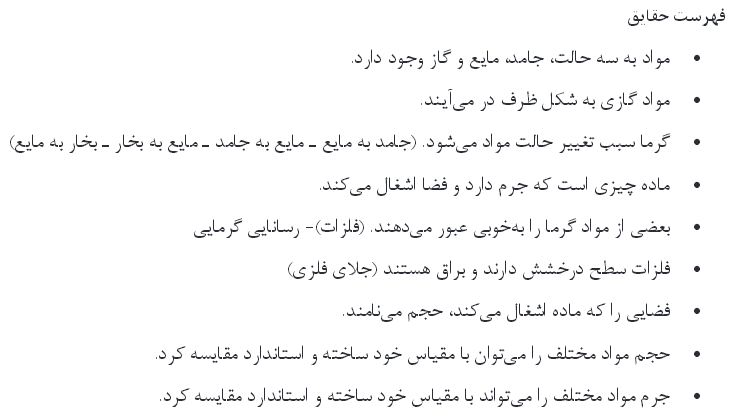 فهرست حقایق
• مواد به سه حالت، جامد، مایع و گاز وجود دارد.
• مواد گازی به شکل ظرف در می‌آیند.
• گرما سبب تغییر حالت مواد می‌شود. (جامد به مایع – مایع به جامد – مایع به بخار – بخار به مایع)
• ماده چیزی است که جرم دارد و فضا اشغال می‌کند.
• بعضی از مواد گرما را به‌خوبی عبور می‌دهند. (فلزات)- رسانایی گرمایی
• فلزات سطح درخشش دارند و براق هستند (جلای فلزی)
• فضایی را که ماده اشغال می‌کند، حجم می‌نامند.
• حجم مواد مختلف را می‌توان با مقیاس خود ساخته و استاندارد مقایسه کرد.
• جرم مواد مختلف را می‌تواند با مقیاس خود ساخته و استاندارد مقایسه کرد.